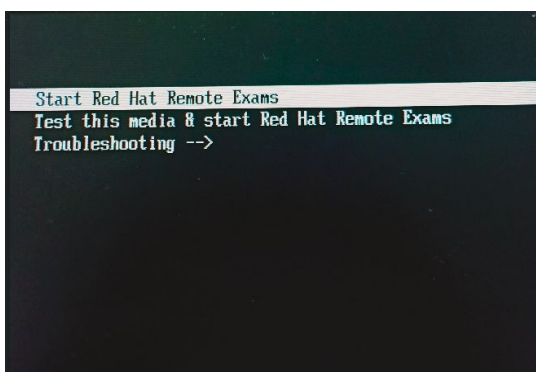 Start Red Hat Remote Exams
Test this media & start Red Hat Remote Exams
Troubleshooting -->